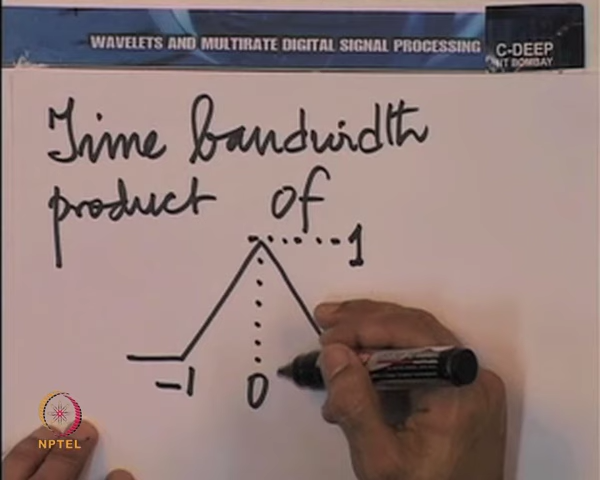 WAVELETS AND MULTIRATE DIGITAL SIGNAL PROCESSING
C-DEEP
IIT BOMBAY
Time bandwidth
product of
1
-1 0
NPTEL